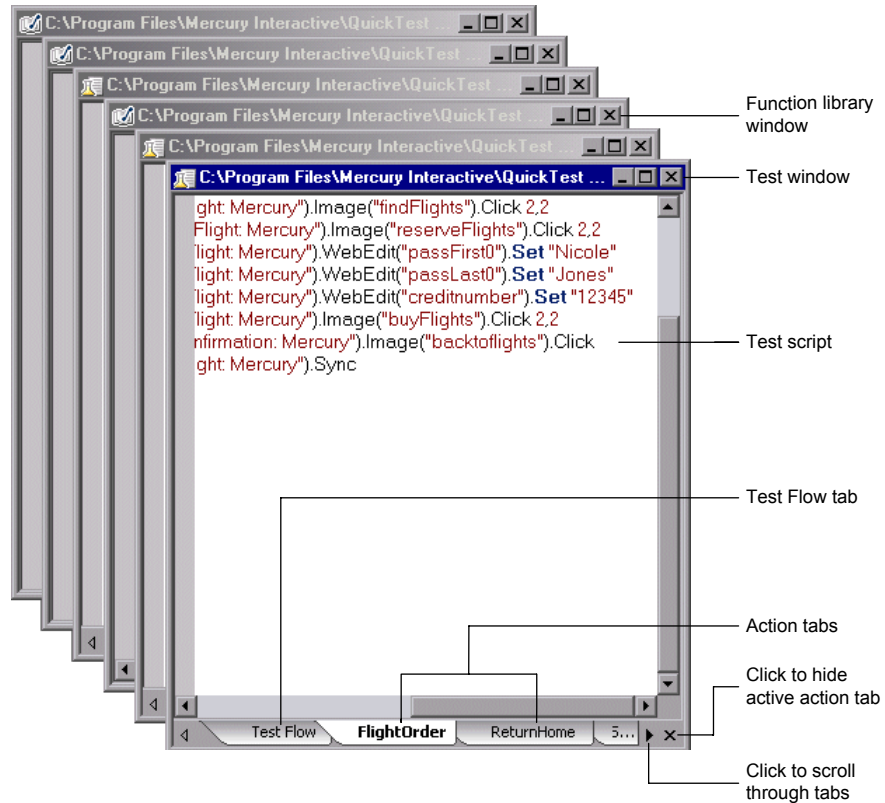 C:\Program Files\Mercury Interactive\QuickTest ...
C:\Program Files\Mercury Interactive\QuickTest ...
C:\Program Files\Mercury Interactive\QuickTest ...
C:\Program Files\Mercury Interactive\QuickTest ...
C:\Program Files\Mercury Interactive\QuickTest ...
C:\Program Files\Mercury Interactive\QuickTest ...
ght: Mercury").Image("findFlights").Click 2,2
Flight: Mercury").Image("reserveFlights").Click 2,2
light: Mercury").WebEdit("passFirst0").Set "Nicole"
light: Mercury").WebEdit("passLast0").Set "Jones"
light: Mercury").WebEdit("creditnumber").Set "12345"
light: Mercury").Image("buyFlights").Click 2,2
nfirmation: Mercury").Image("backtoflights").Click
ght: Mercury").Sync
Test Flow
FlightOrder
ReturnHome
5...
Function library
window
Test window
Test script
Test Flow tab
Action tabs
Click to hide
active action tab
Click to scroll
through tabs